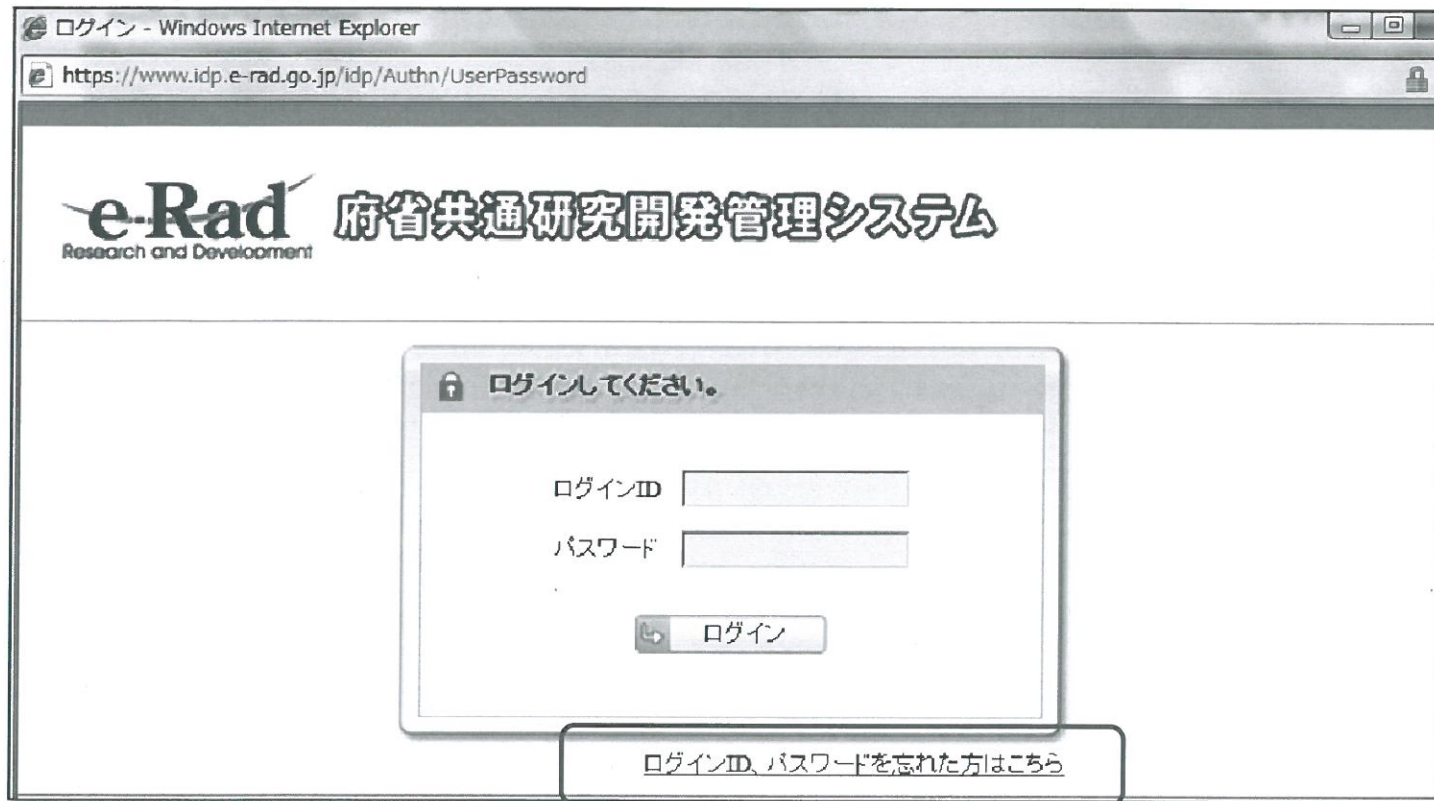 ログイン - Windows Internet Explorer
https://www.idp.e-rad.go.jp/idp/Authn/UserPassword
e-Rad 府省共通研究開発管理システム
Research and Development
ログインしてください。
ログインID
パスワード
ログイン
ログインID、パスワードを忘れた方はこちら